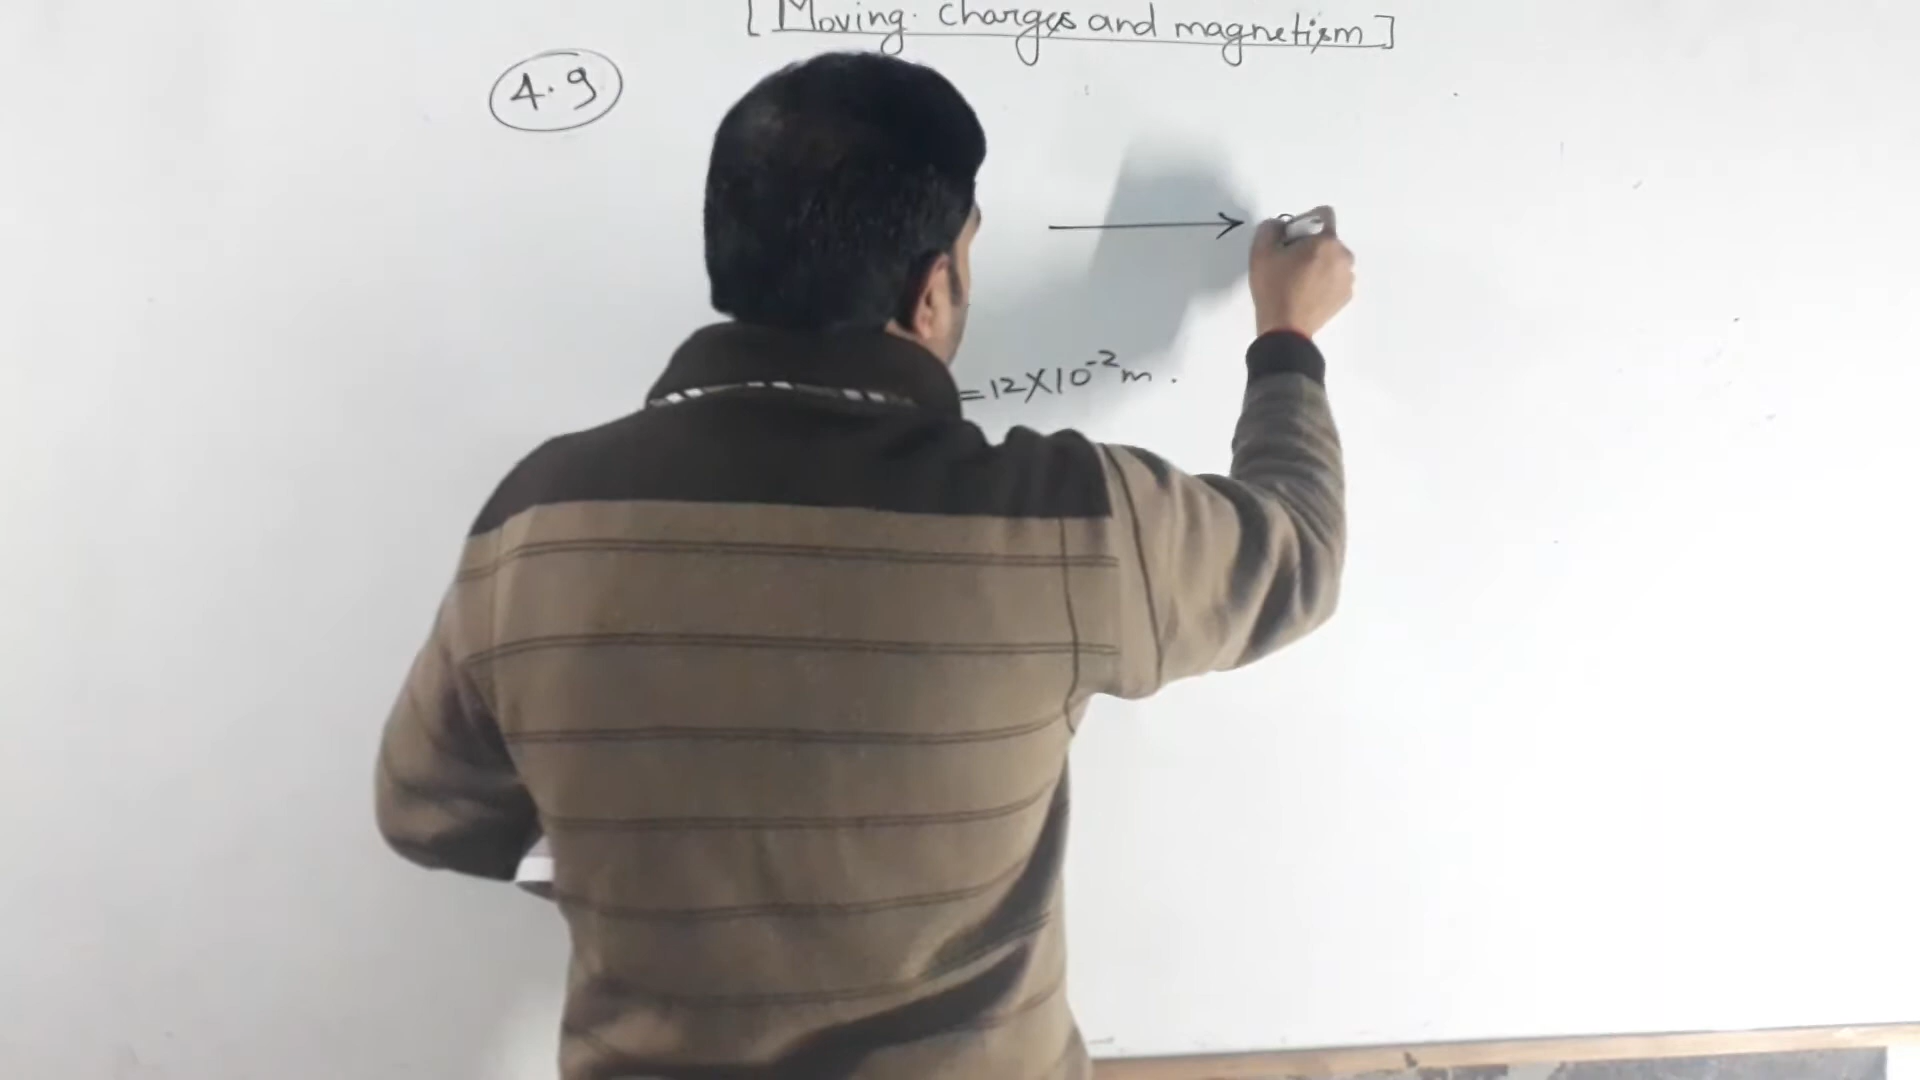 [Moving charges and magnetism]
4.9
=12×10⁻²m.